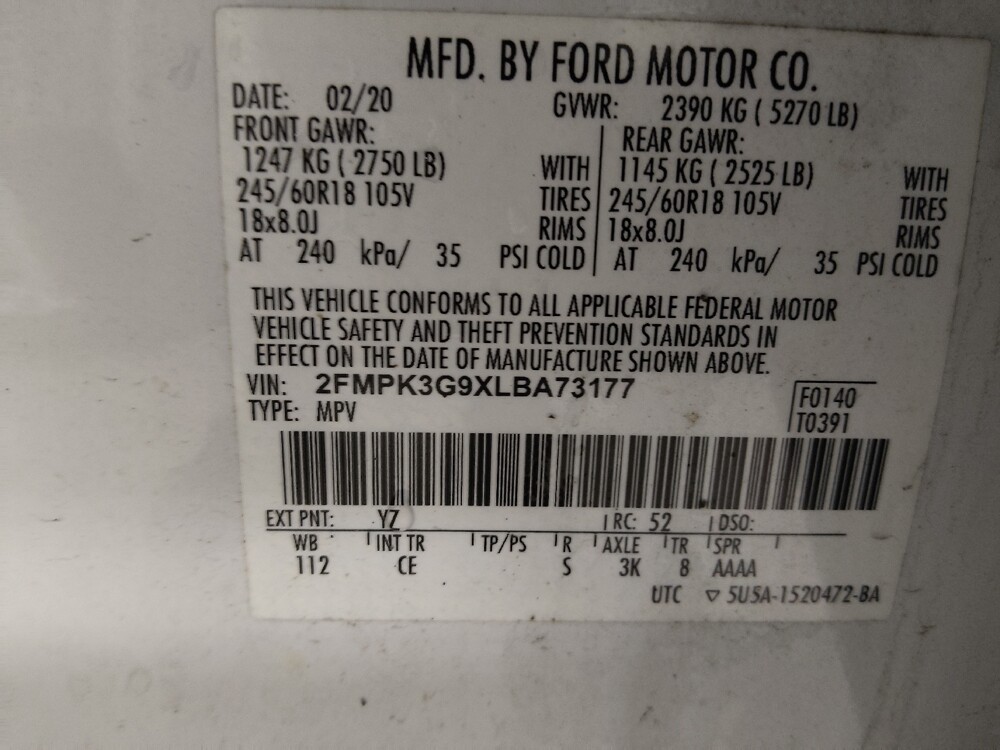 MFD. BY FORD MOTOR CO.
DATE: 02/20 GVWR: 2390 KG ( 5270 LB)
FRONT GAWR: REAR GAWR:
1247 KG ( 2750 LB) WITH 1145 KG ( 2525 LB) WITH
245/60R18 105V TIRES 245/60R18 105V TIRES
18x8.0J RIMS 18x8.0J RIMS
AT 240 kPa/ 35 PSI COLD AT 240 kPa/ 35 PSI COLD
THIS VEHICLE CONFORMS TO ALL APPLICABLE FEDERAL MOTOR
VEHICLE SAFETY AND THEFT PREVENTION STANDARDS IN
EFFECT ON THE DATE OF MANUFACTURE SHOWN ABOVE.
VIN: 2FMPK3G9XLBA73177
F0140
TYPE: MPV
T0391
EXT PNT: YZ RC: 52 DSO:
WB INT TR TP/PS R AXLE TR SPR
112 CE S 3K 8 AAAA
UTC ▽ 5U5A-1520472-BA